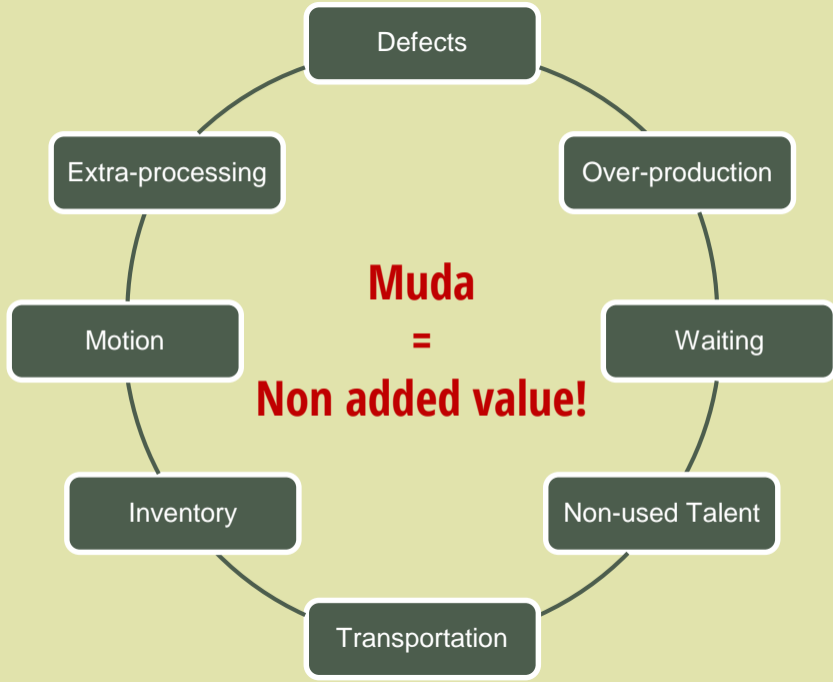 Defects
Over-production
Waiting
Non-used Talent
Transportation
Inventory
Motion
Extra-processing
Muda
=
Non added value!